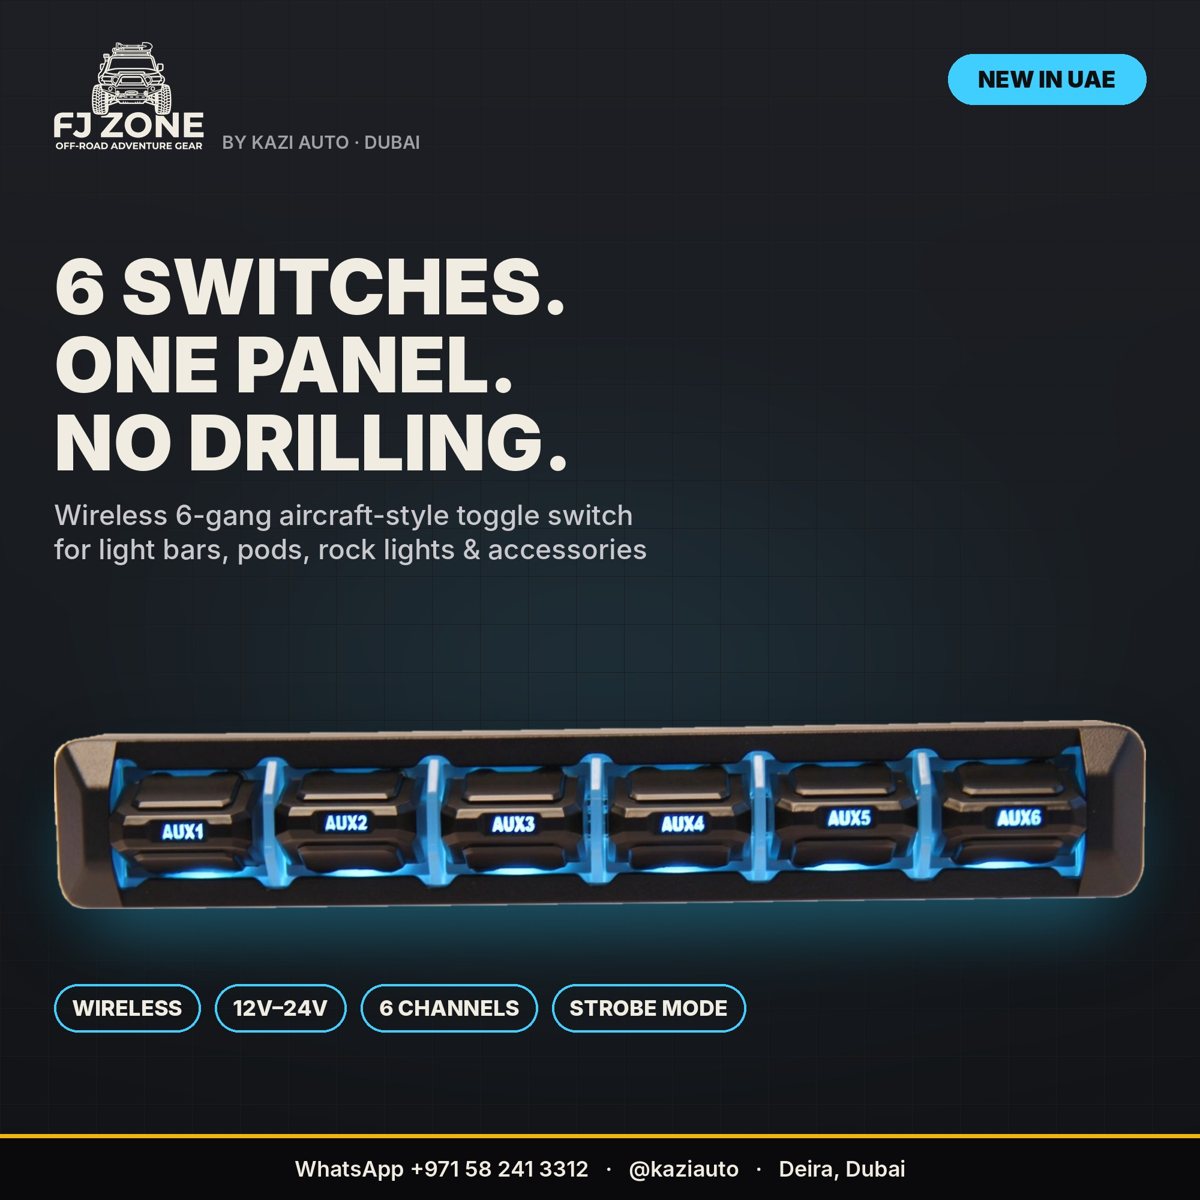 FJ ZONE
OFF-ROAD ADVENTURE GEAR
BY KAZI AUTO · DUBAI
NEW IN UAE
6 SWITCHES.
ONE PANEL.
NO DRILLING.
Wireless 6-gang aircraft-style toggle switch
for light bars, pods, rock lights & accessories
AUX1 AUX2 AUX3 AUX4 AUX5 AUX6
WIRELESS 12V–24V 6 CHANNELS STROBE MODE
WhatsApp +971 58 241 3312 · @kaziauto · Deira, Dubai